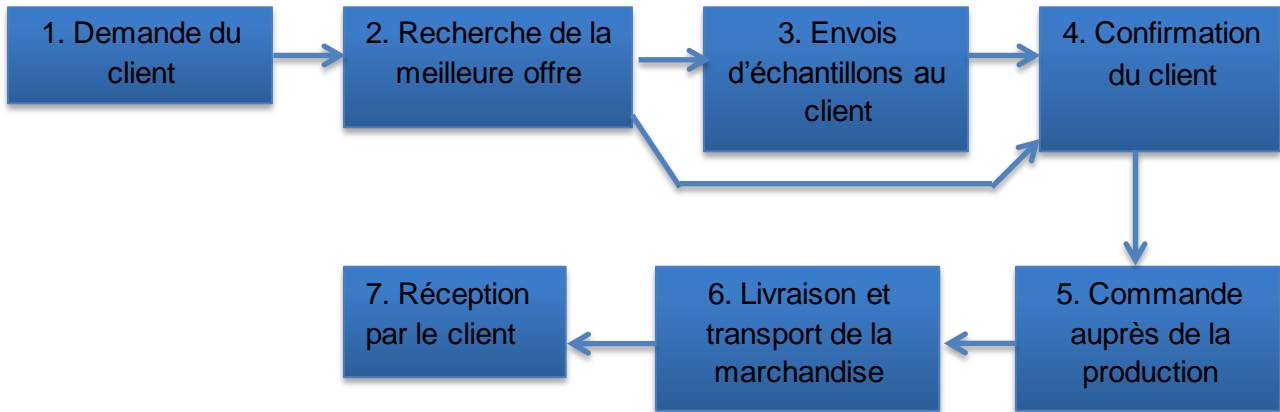 1. Demande du
client
2. Recherche de la
meilleure offre
3. Envois
d’échantillons au
client
4. Confirmation
du client
7. Réception
par le client
6. Livraison et
transport de la
marchandise
5. Commande
auprès de la
production